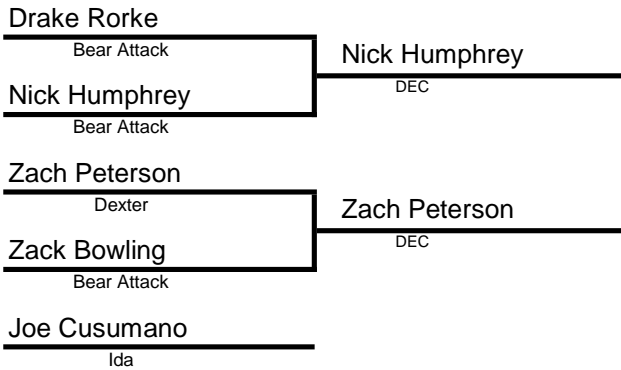 Drake Rorke
Bear Attack
Nick Humphrey
DEC
Nick Humphrey
Bear Attack
Zach Peterson
Dexter
Zach Peterson
DEC
Zack Bowling
Bear Attack
Joe Cusumano
Ida